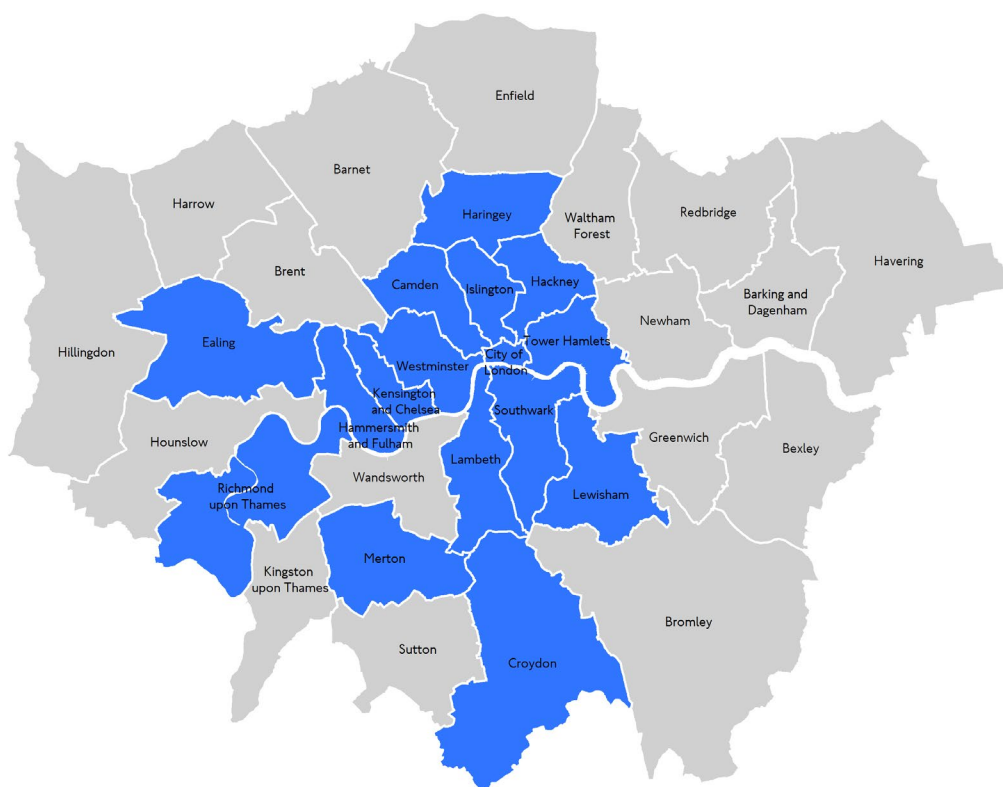 Enfield
Barnet
Harrow
Haringey
Waltham
Forest
Redbridge
Havering
Brent
Camden
Islington
Hackney
Barking and
Dagenham
Newham
Hillingdon
Ealing
Tower Hamlets
Westminster
City of
London
Kensington
and Chelsea
Southwark
Hammersmith
and Fulham
Hounslow
Greenwich
Bexley
Lambeth
Wandsworth
Richmond
upon Thames
Lewisham
Merton
Kingston
upon Thames
Bromley
Sutton
Croydon